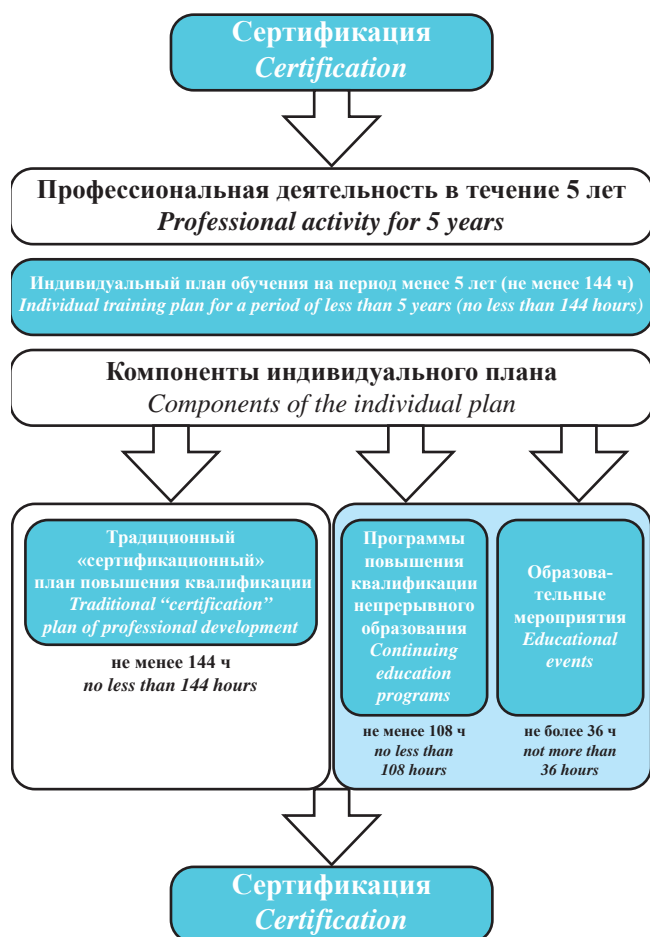 Сертификация
Certification
Профессиональная деятельность в течение 5 лет
Professional activity for 5 years
Индивидуальный план обучения на период менее 5 лет (не менее 144 ч)
Individual training plan for a period of less than 5 years (no less than 144 hours)
Компоненты индивидуального плана
Components of the individual plan
Традиционный
«сертификационный»
план повышения квалификации
Traditional “certification”
plan of professional development
не менее 144 ч
no less than 144 hours
Программы
повышения
квалификации
непрерывного
образования
Continuing
education
programs
не менее 108 ч
no less than
108 hours
Образова-
тельные
мероприятия
Educational
events
не более 36 ч
not more than
36 hours
Сертификация
Certification